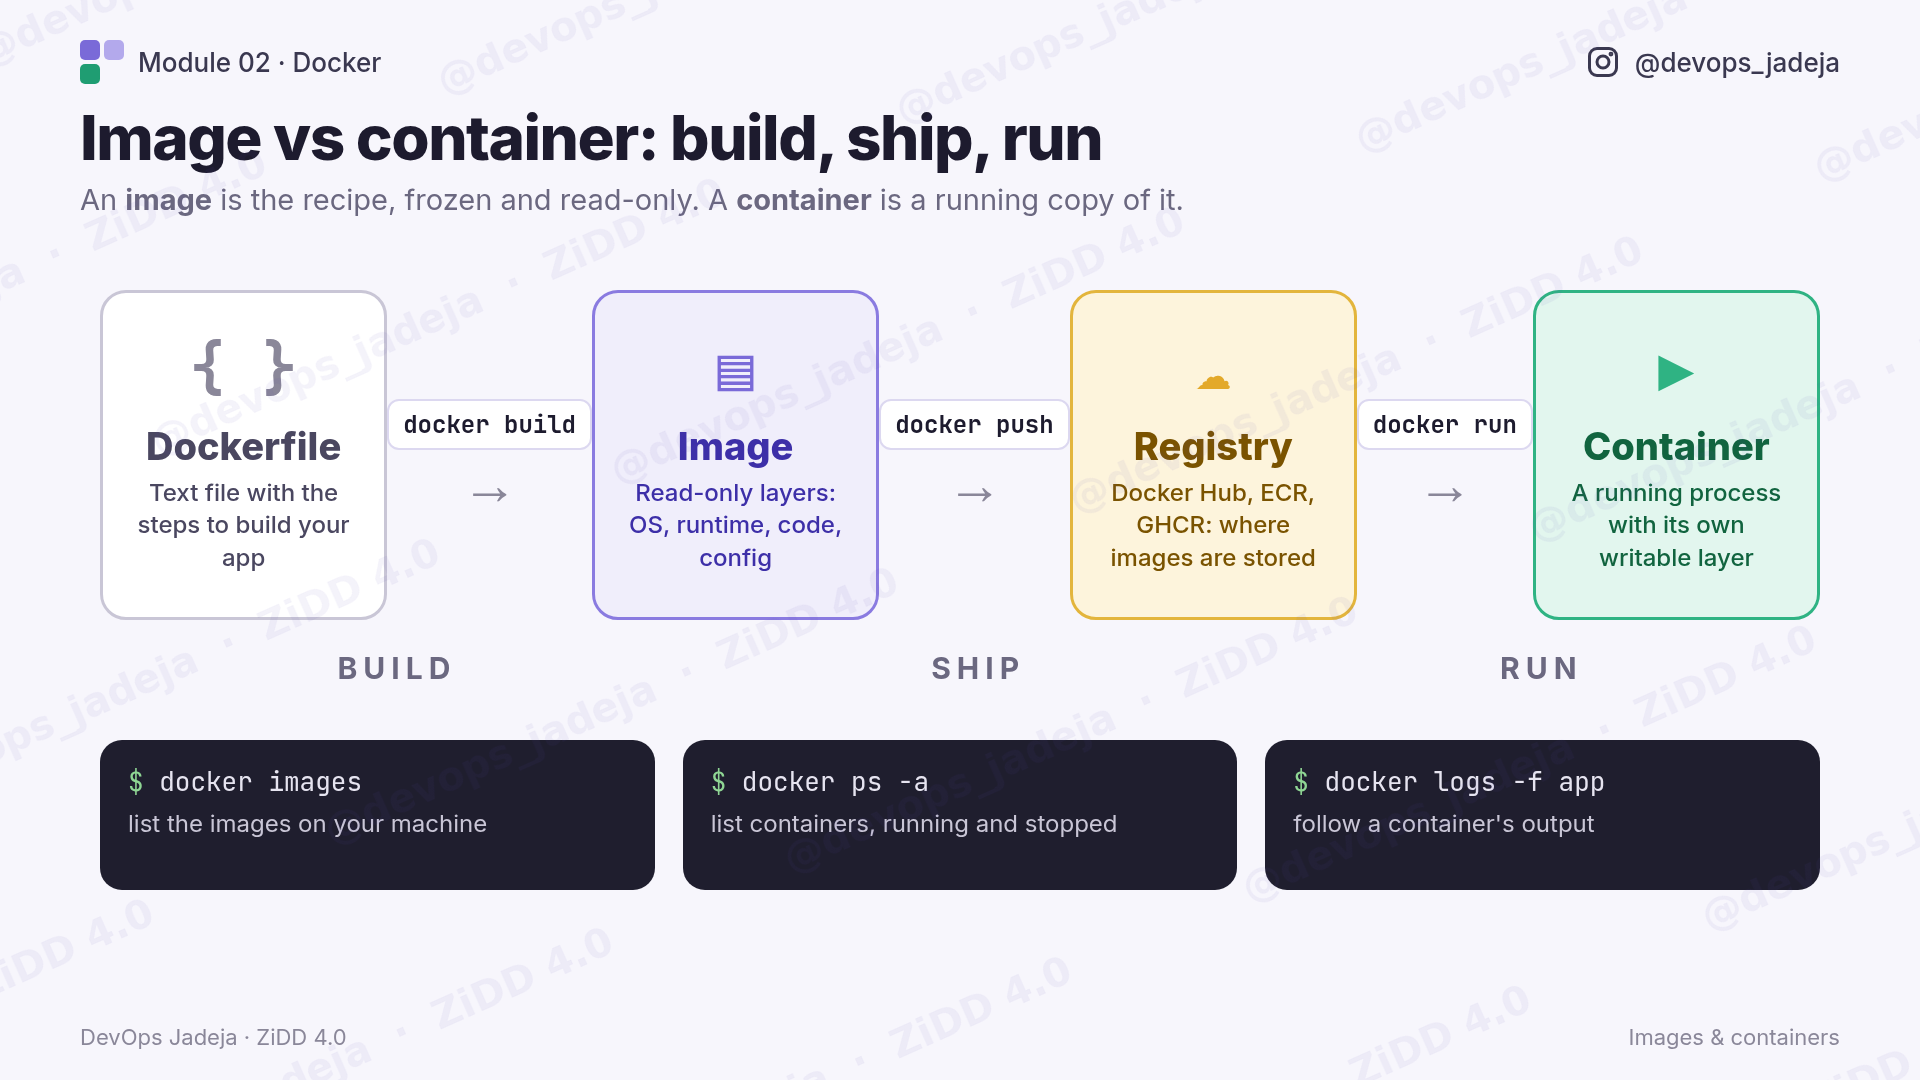 Module 02 · Docker
@devops_jadeja
Image vs container: build, ship, run
An image is the recipe, frozen and read-only. A container is a running copy of it.
{ }
Dockerfile
Text file with the
steps to build your
app
docker build
→
Image
Read-only layers:
OS, runtime, code,
config
docker push
→
Registry
Docker Hub, ECR,
GHCR: where
images are stored
docker run
→
Container
A running process
with its own
writable layer
BUILD
SHIP
RUN
$ docker images
list the images on your machine
$ docker ps -a
list containers, running and stopped
$ docker logs -f app
follow a container's output
DevOps Jadeja · ZiDD 4.0
Images & containers
@devops_jadeja · ZiDD 4.0